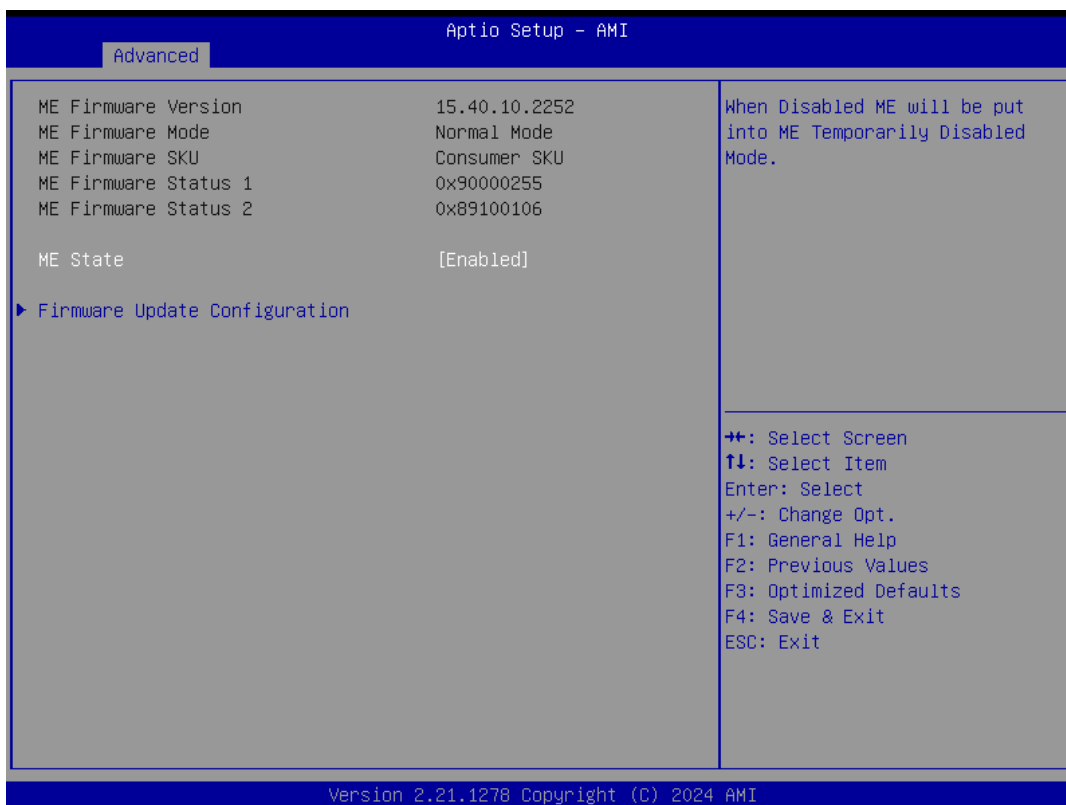 Aptio Setup – AMI
Advanced
ME Firmware Version 15.40.10.2252
ME Firmware Mode Normal Mode
ME Firmware SKU Consumer SKU
ME Firmware Status 1 0x90000255
ME Firmware Status 2 0x89100106
ME State [Enabled]
Firmware Update Configuration
When Disabled ME will be put
into ME Temporarily Disabled
Mode.
→←: Select Screen
↑↓: Select Item
Enter: Select
+/-: Change Opt.
F1: General Help
F2: Previous Values
F3: Optimized Defaults
F4: Save & Exit
ESC: Exit
Version 2.21.1278 Copyright (C) 2024 AMI